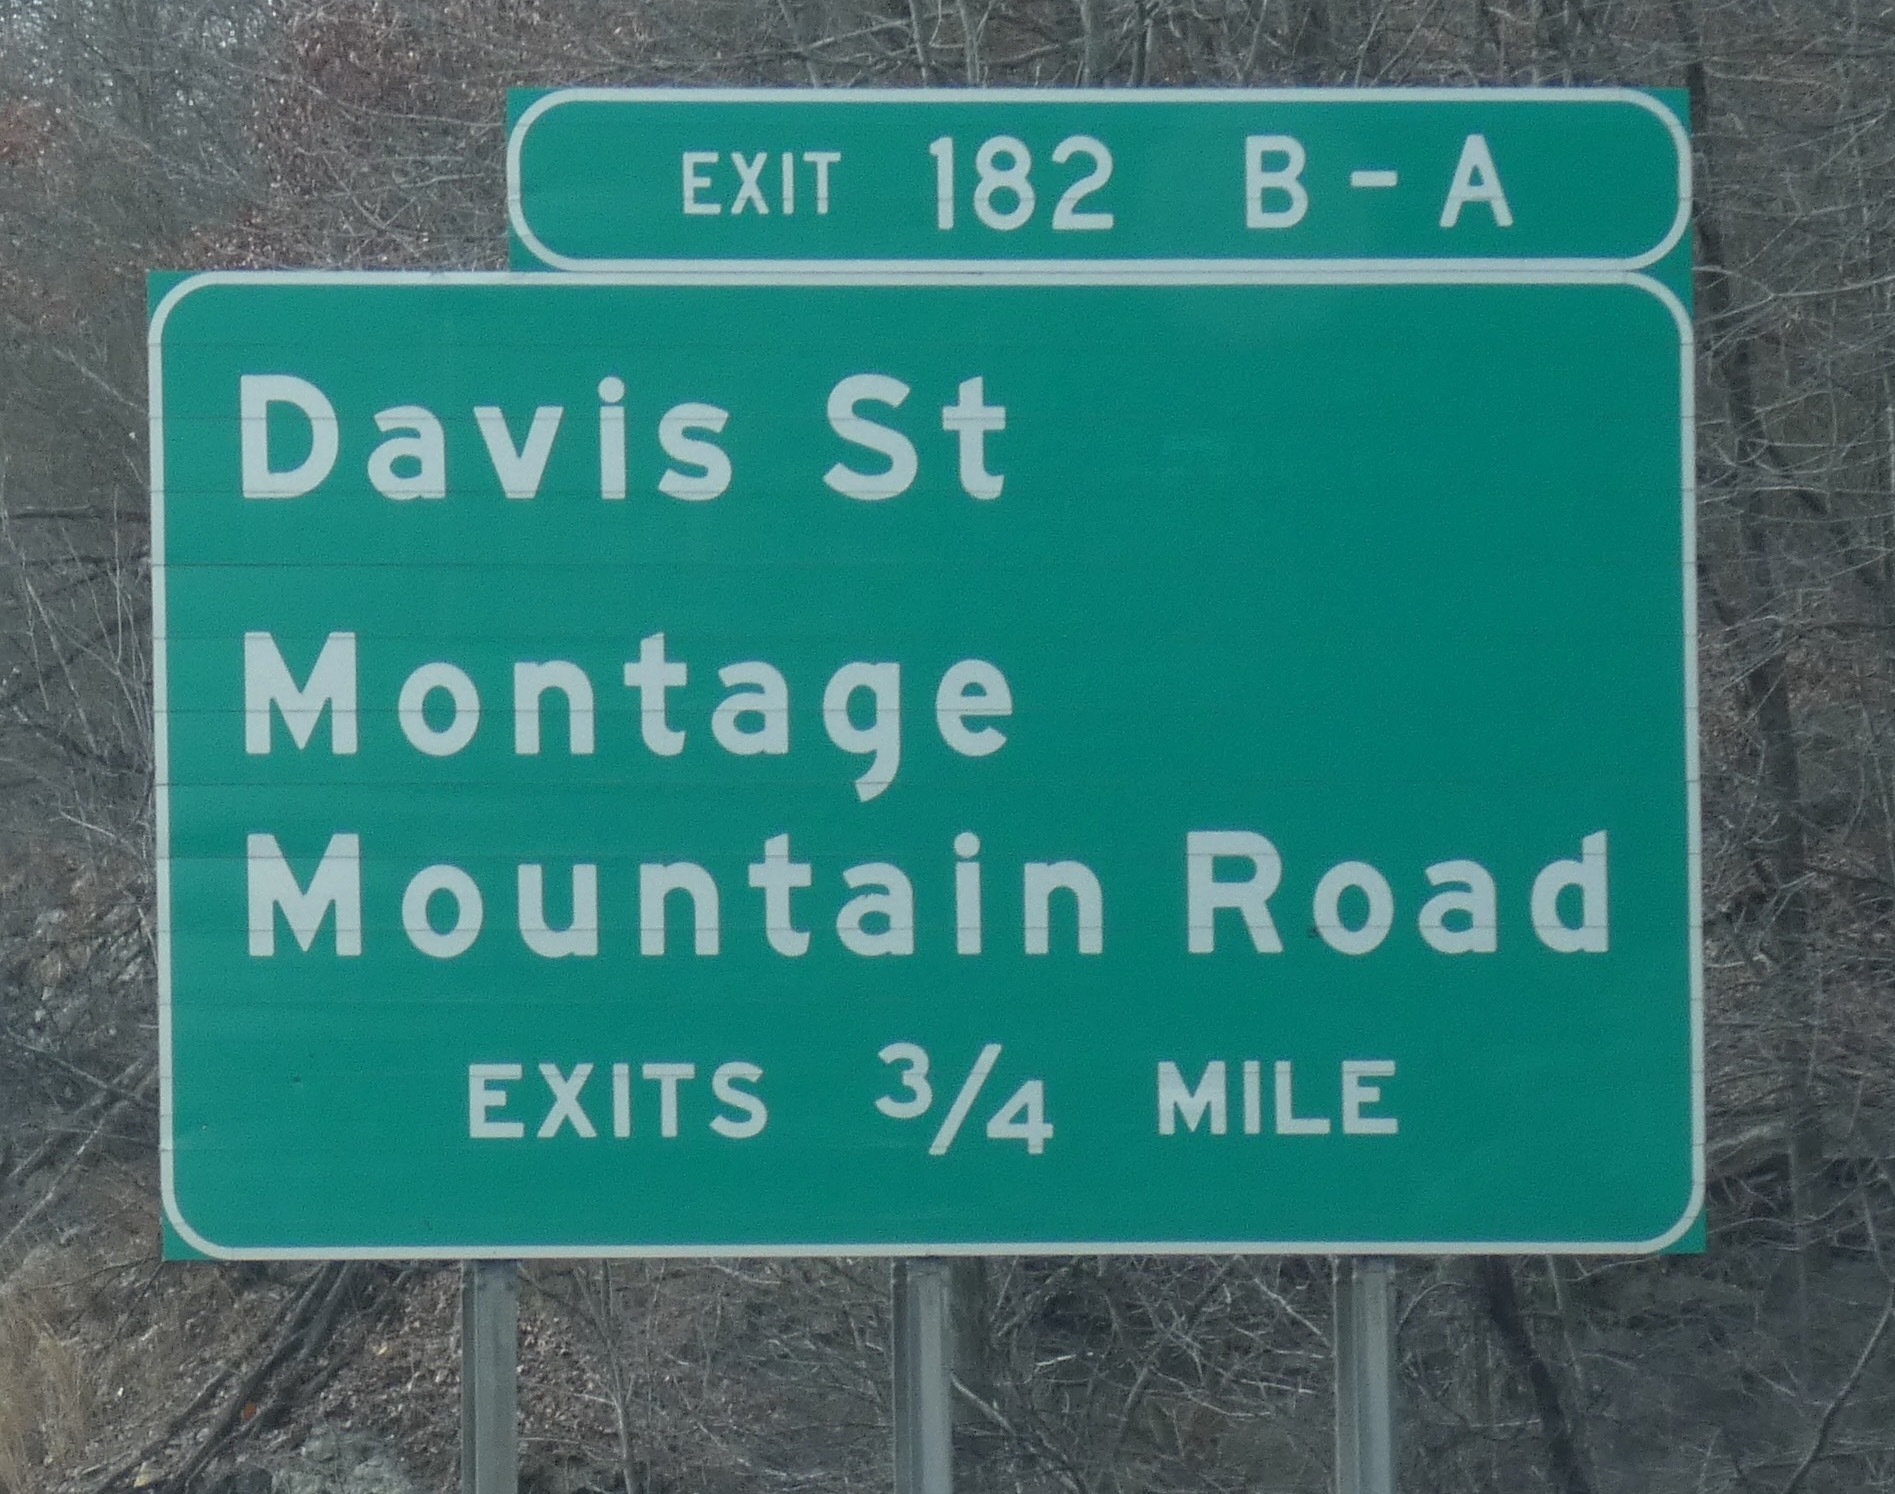 EXIT 182 B-A
Davis St
Montage
Mountain Road
EXITS 3/4 MILE